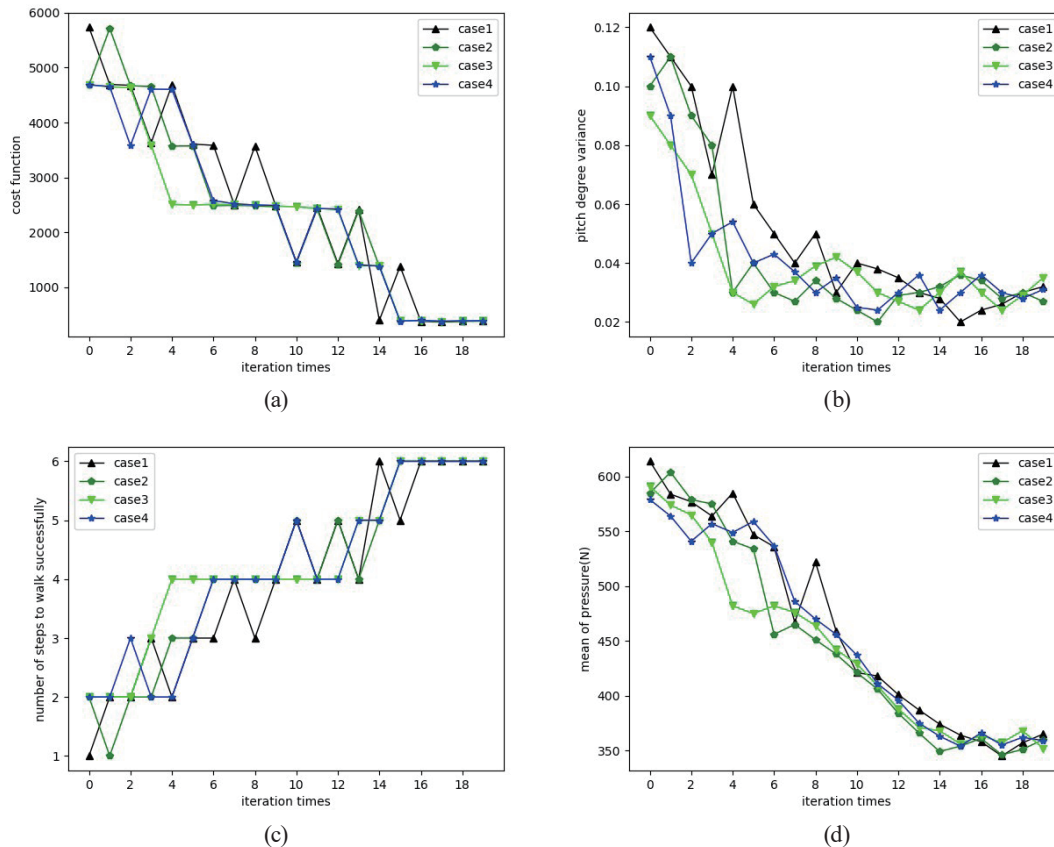 6000
5000
4000
3000
2000
1000
cost function
0 2 4 6 8 10 12 14 16 18
iteration times
case1
case2
case3
case4
(a)
0.12
0.10
0.08
0.06
0.04
0.02
pitch degree variance
0 2 4 6 8 10 12 14 16 18
iteration times
case1
case2
case3
case4
(b)
6
5
4
3
2
1
number of steps to walk successfully
0 2 4 6 8 10 12 14 16 18
iteration times
case1
case2
case3
case4
(c)
600
550
500
450
400
350
mean of pressure(N)
0 2 4 6 8 10 12 14 16 18
iteration times
case1
case2
case3
case4
(d)